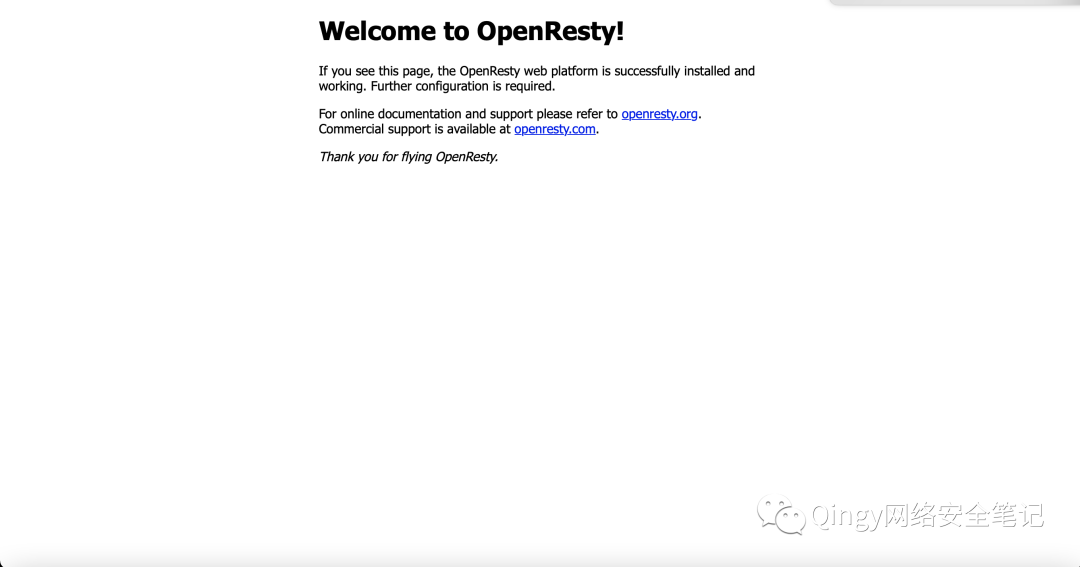 Welcome to OpenResty!
If you see this page, the OpenResty web platform is successfully installed and
working. Further configuration is required.
For online documentation and support please refer to openresty.org.
Commercial support is available at openresty.com.
Thank you for flying OpenResty.
Qingy网络安全笔记